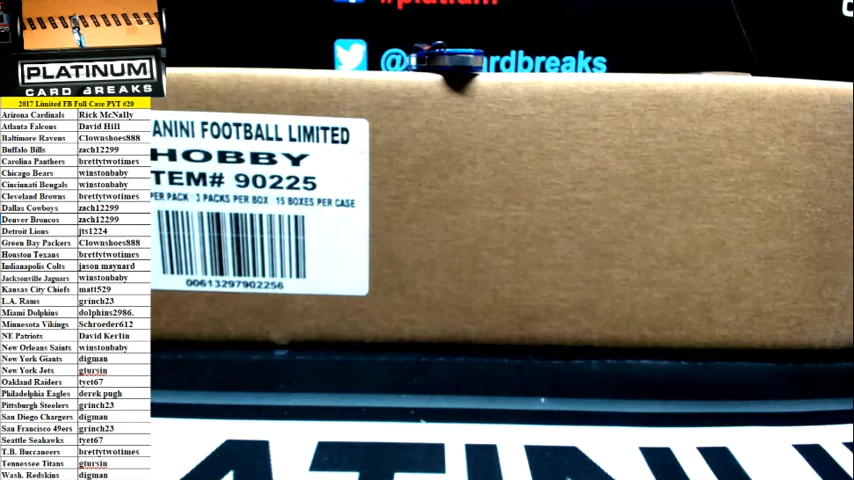 #platium
@
ardbreaks
C
PLATINUM
CARD BREAKS
2017 Limited FB Full Case PYT #20
Arizona Cardinals Rick McNally
Atlanta Falcons David Hill
Baltimore Ravens Clownshoes888
Buffalo Bills zach12299
Carolina Panthers brettytwotimes
Chicago Bears winstonbaby
Cincinnati Bengals winstonbaby
Cleveland Browns brettytwotimes
Dallas Cowboys zach12299
Denver Broncos zach12299
Detroit Lions jts1224
Green Bay Packers Clownshoes888
Houston Texans brettytwotimes
Indianapolis Colts jason maynard
Jacksonville Jaguars winstonbaby
Kansas City Chiefs matt529
L.A. Rams grinch23
Miami Dolphins dolphins2986.
Minnesota Vikings Schroeder612
NE Patriots David Kerlin
New Orleans Saints winstonbaby
New York Giants digman
New York Jets gtursin
Oakland Raiders tyet67
Philadelphia Eagles derek pugh
Pittsburgh Steelers grinch23
San Diego Chargers digman
San Francisco 49ers grinch23
Seattle Seahawks tyet67
T.B. Buccaneers brettytwotimes
Tennessee Titans gtursin
Wash. Redskins digman
ANINI FOOTBALL LIMITED
HOBBY
TEM# 90225
PER PACK 3 PACKS PER BOX 15 BOXES PER CASE
00613297902256
ATINU